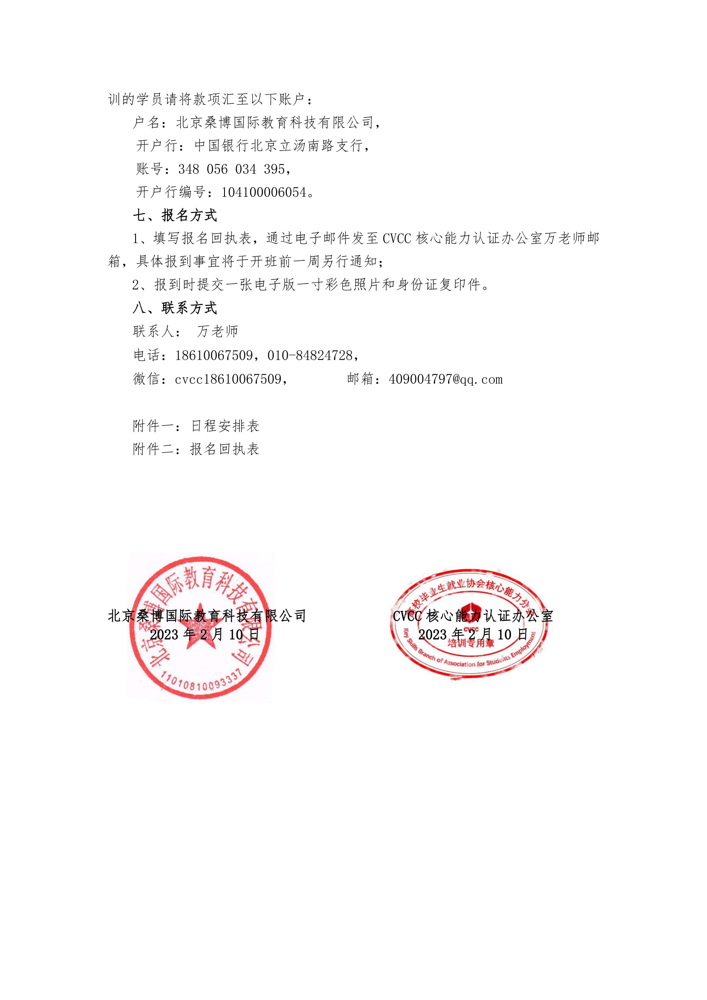 训的学员请将款项汇至以下账户：
户名：北京桑博国际教育科技有限公司，
开户行：中国银行北京立汤南路支行，
账号：348 056 034 395，
开户行编号：104100006054。
七、报名方式
1、填写报名回执表，通过电子邮件发至 CVCC 核心能力认证办公室万老师邮
箱，具体报到事宜将于开班前一周另行通知；
2、报到时提交一张电子版一寸彩色照片和身份证复印件。
八、联系方式
联系人： 万老师
电话：18610067509，010-84824728，
微信：cvcc18610067509， 邮箱：409004797@qq.com
附件一：日程安排表
附件二：报名回执表
北京桑博国际教育科技有限公司
2023 年 2 月 10 日
北京桑博国际教育科技有限公司
11010810093337
CVCC 核心能力认证办公室
2023 年 2 月 10 日
高校毕业生就业协会核心能力分会
CVCC
培训专用章
Key Skills Branch of Association for Students Employment